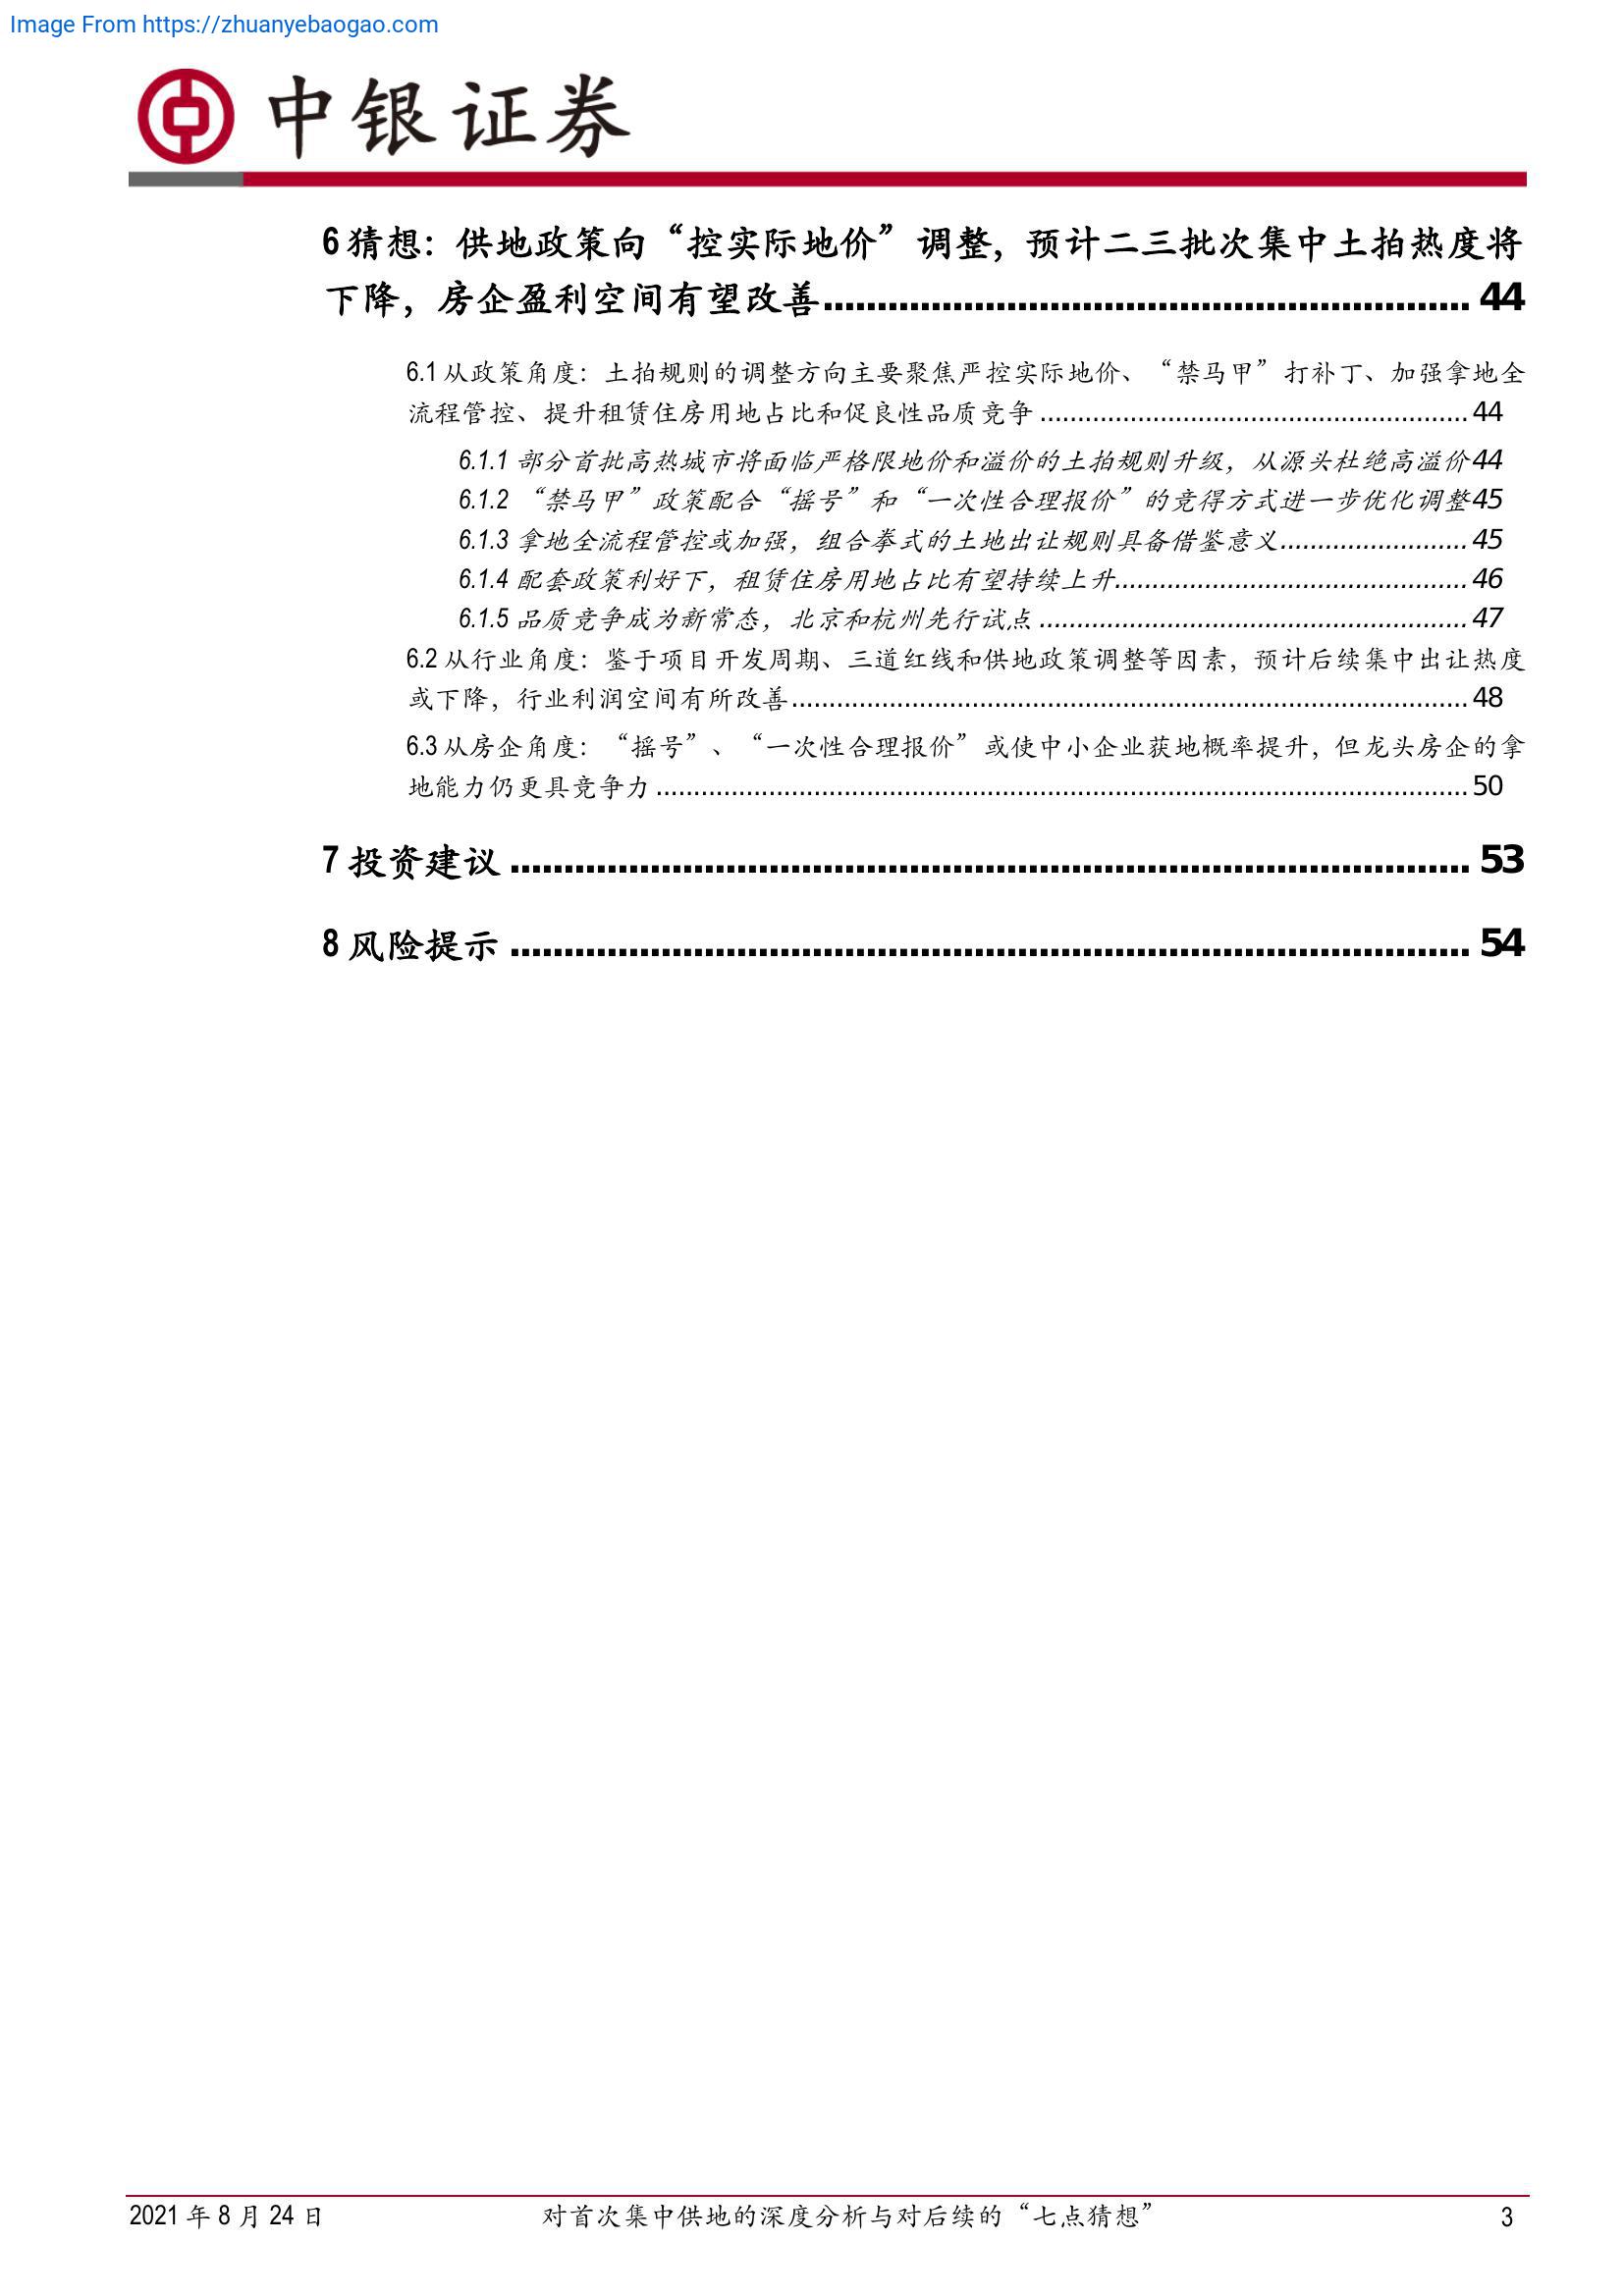 Image From https://zhuanyebaogao.com
中银证券
6 猜想：供地政策向“控实际地价”调整，预计二三批次集中土拍热度将
下降，房企盈利空间有望改善............................................................ 44
6.1 从政策角度：土拍规则的调整方向主要聚焦严控实际地价、“禁马甲”打补丁、加强拿地全
流程管控、提升租赁住房用地占比和促良性品质竞争......................................................... 44
6.1.1 部分首批高热城市将面临严格限地价和溢价的土拍规则升级，从源头杜绝高溢价44
6.1.2 “禁马甲”政策配合“摇号”和“一次性合理报价”的竞得方式进一步优化调整45
6.1.3 拿地全流程管控或加强，组合拳式的土地出让规则具备借鉴意义......................... 45
6.1.4 配套政策利好下，租赁住房用地占比有望持续上升............................................... 46
6.1.5 品质竞争成为新常态，北京和杭州先行试点......................................................... 47
6.2 从行业角度：鉴于项目开发周期、三道红线和供地政策调整等因素，预计后续集中出让热度
或下降，行业利润空间有所改善.......................................................................................... 48
6.3 从房企角度：“摇号”、“一次性合理报价”或使中小企业获地概率提升，但龙头房企的拿
地能力仍更具竞争力............................................................................................................ 50
7 投资建议......................................................................................... 53
8 风险提示......................................................................................... 54
2021 年 8 月 24 日 对首次集中供地的深度分析与对后续的“七点猜想” 3